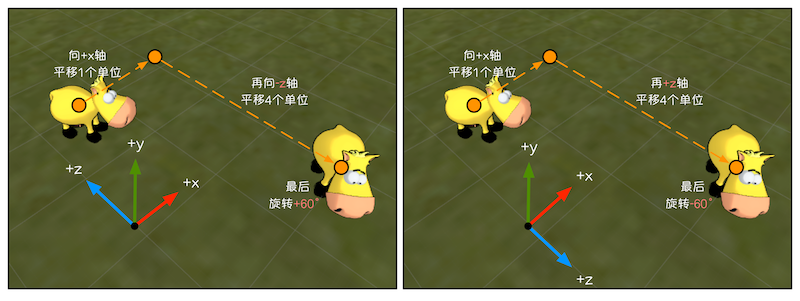 向+x轴
平移1个单位
再向-z轴
平移4个单位
+y
+z
+x
最后
旋转+60°
向+x轴
平移1个单位
再+z轴
平移4个单位
+y
+x
最后
旋转-60°
+z